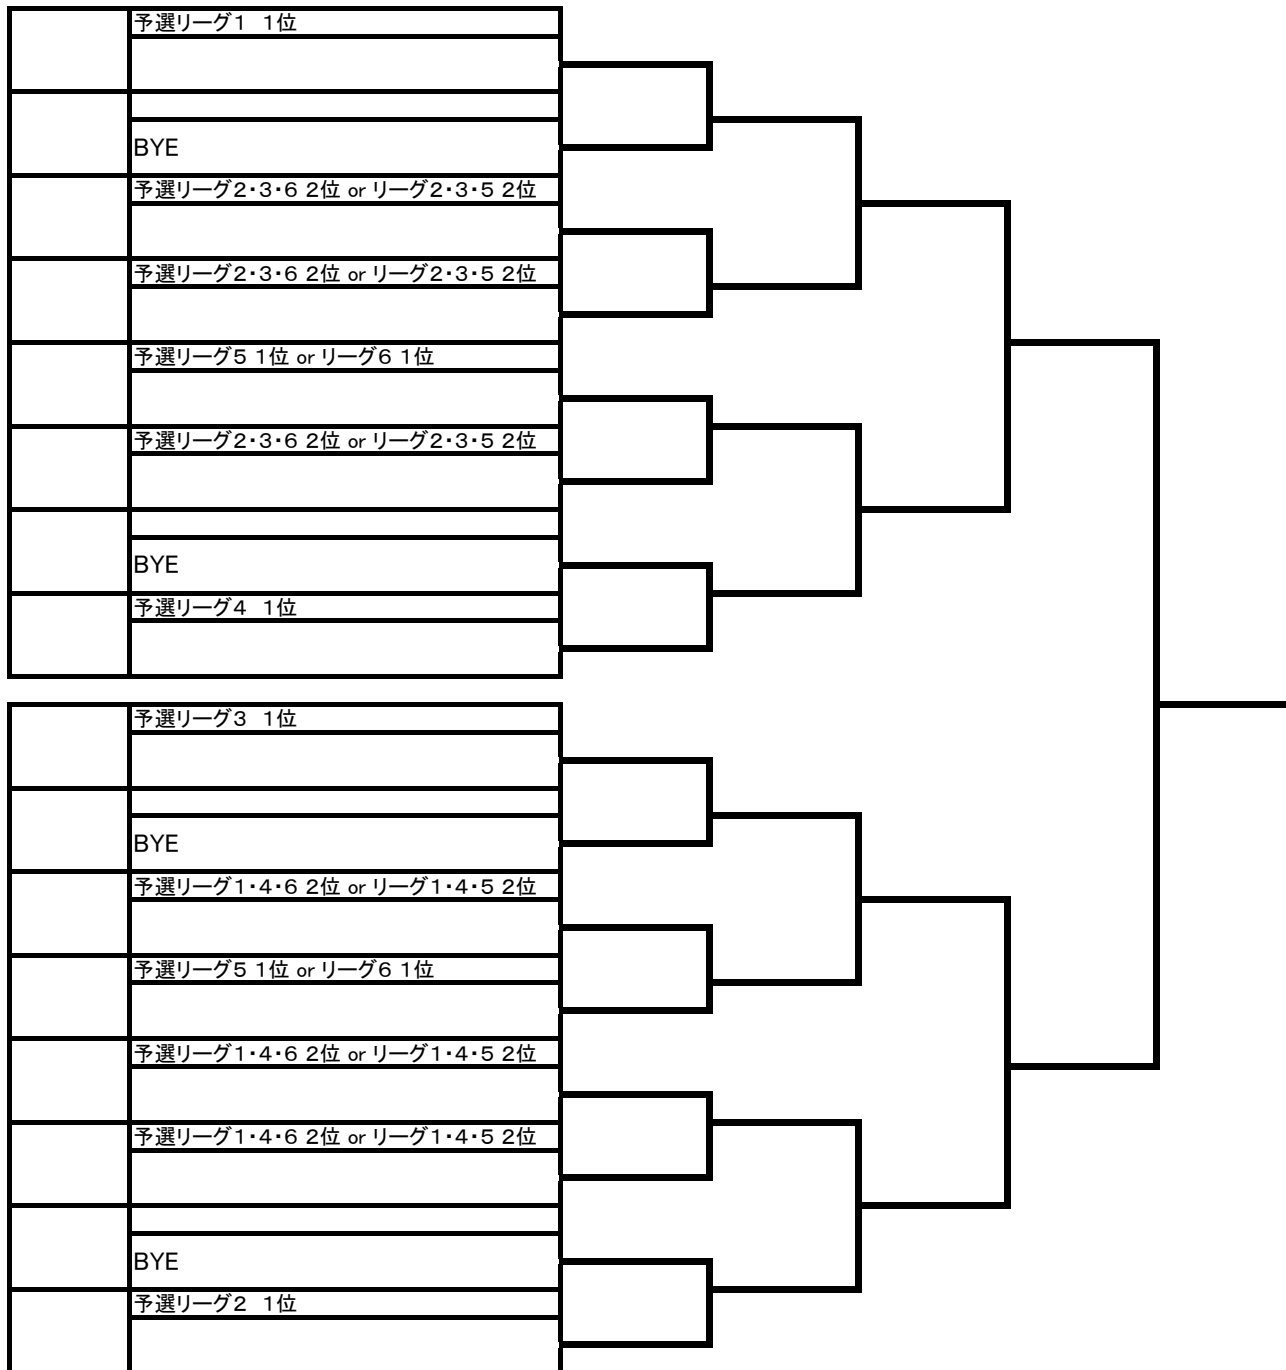 予選リーグ１　１位
BYE
予選リーグ２・３・６ ２位 or リーグ２・３・５ ２位
予選リーグ２・３・６ ２位 or リーグ２・３・５ ２位
予選リーグ５ １位 or リーグ６ １位
予選リーグ２・３・６ ２位 or リーグ２・３・５ ２位
BYE
予選リーグ４　１位
予選リーグ３　１位
BYE
予選リーグ１・４・６ ２位 or リーグ１・４・５ ２位
予選リーグ５ １位 or リーグ６ １位
予選リーグ１・４・６ ２位 or リーグ１・４・５ ２位
予選リーグ１・４・６ ２位 or リーグ１・４・５ ２位
BYE
予選リーグ２　１位